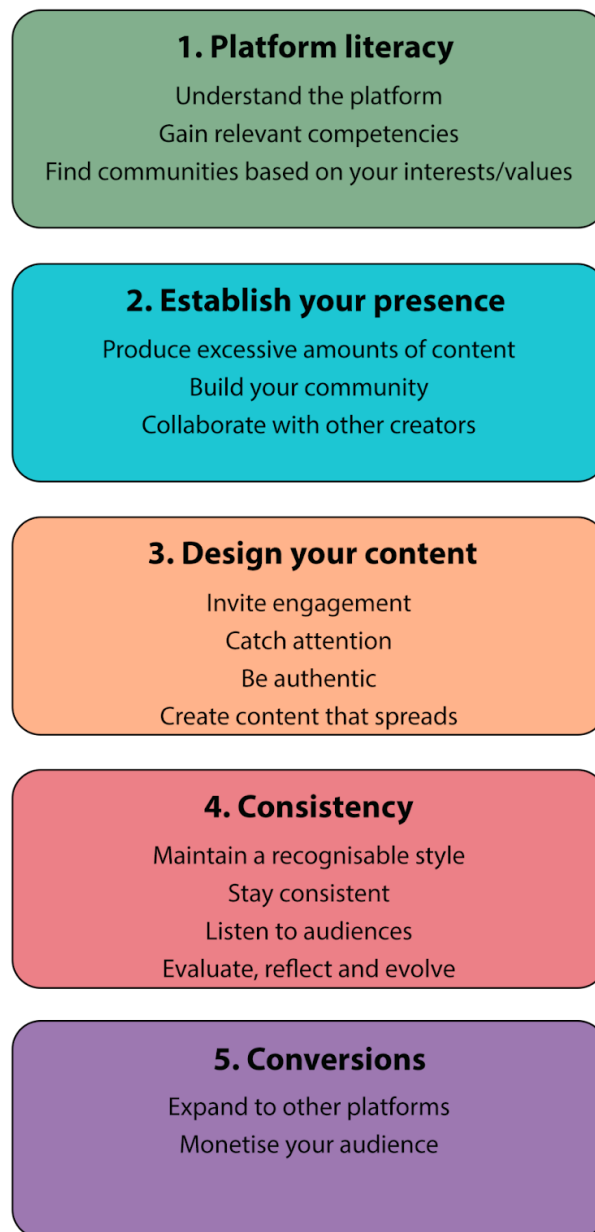 1. Platform literacy
Understand the platform
Gain relevant competencies
Find communities based on your interests/values
2. Establish your presence
Produce excessive amounts of content
Build your community
Collaborate with other creators
3. Design your content
Invite engagement
Catch attention
Be authentic
Create content that spreads
4. Consistency
Maintain a recognisable style
Stay consistent
Listen to audiences
Evaluate, reflect and evolve
5. Conversions
Expand to other platforms
Monetise your audience